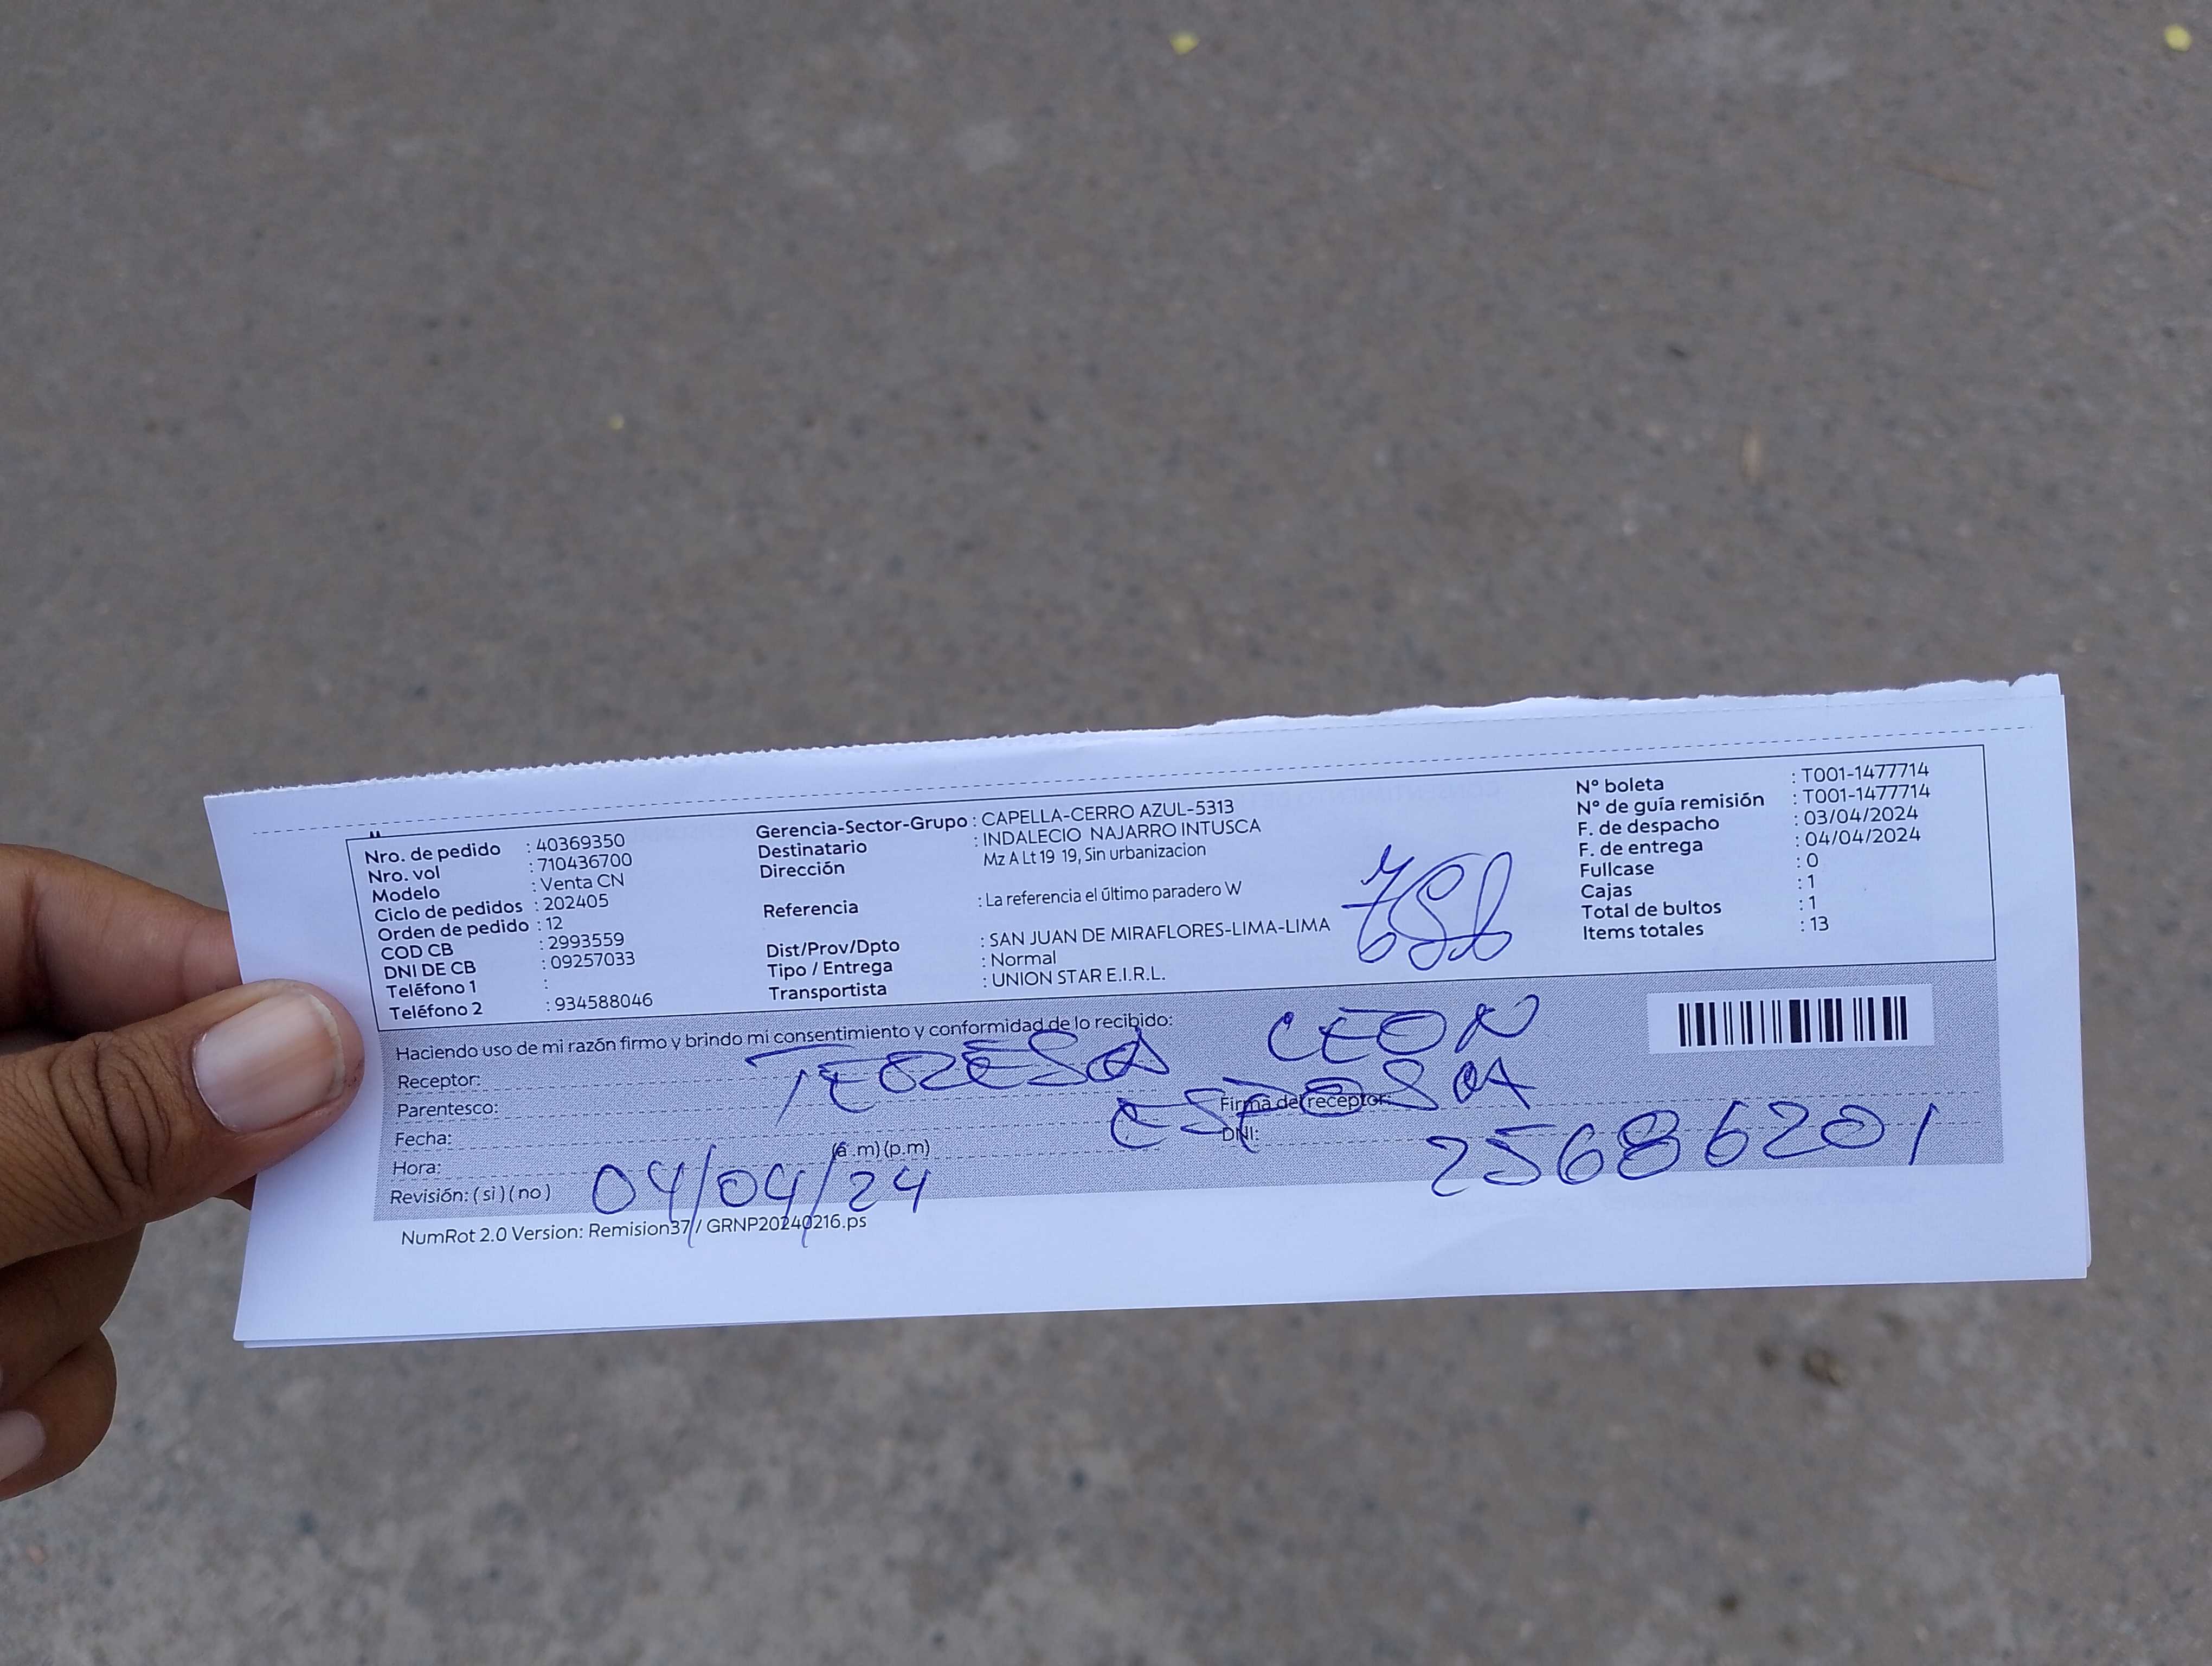 Nro. de pedido : 40369350
Nro. vol : 710436700
Modelo : Venta CN
Ciclo de pedidos : 202405
Orden de pedido : 12
COD CB : 2993559
DNI DE CB : 09257033
Teléfono 1 :
Teléfono 2 : 934588046
Gerencia-Sector-Grupo : CAPELLA-CERRO AZUL-5313
Destinatario : INDALECIO NAJARRO INTUSCA
Dirección Mz A Lt 19 19, Sin urbanizacion
Referencia : La referencia el último paradero W
Dist/Prov/Dpto : SAN JUAN DE MIRAFLORES-LIMA-LIMA
Tipo / Entrega : Normal
Transportista : UNION STAR E.I.R.L.
N° boleta : T001-1477714
N° de guía remisión : T001-1477714
F. de despacho : 03/04/2024
F. de entrega : 04/04/2024
Fullcase : 0
Cajas : 1
Total de bultos : 1
Items totales : 13
Haciendo uso de mi razón firmo y brindo mi consentimiento y conformidad de lo recibido:
Receptor: TERESA LEON
Parentesco: ESPOSA
Firma del receptor:
Fecha:
DNI: 25686201
Hora: (a .m) (p.m)
Revisión: ( si ) ( no ) 04/04/24
NumRot 2.0 Version: Remision37 / GRNP20240216.ps